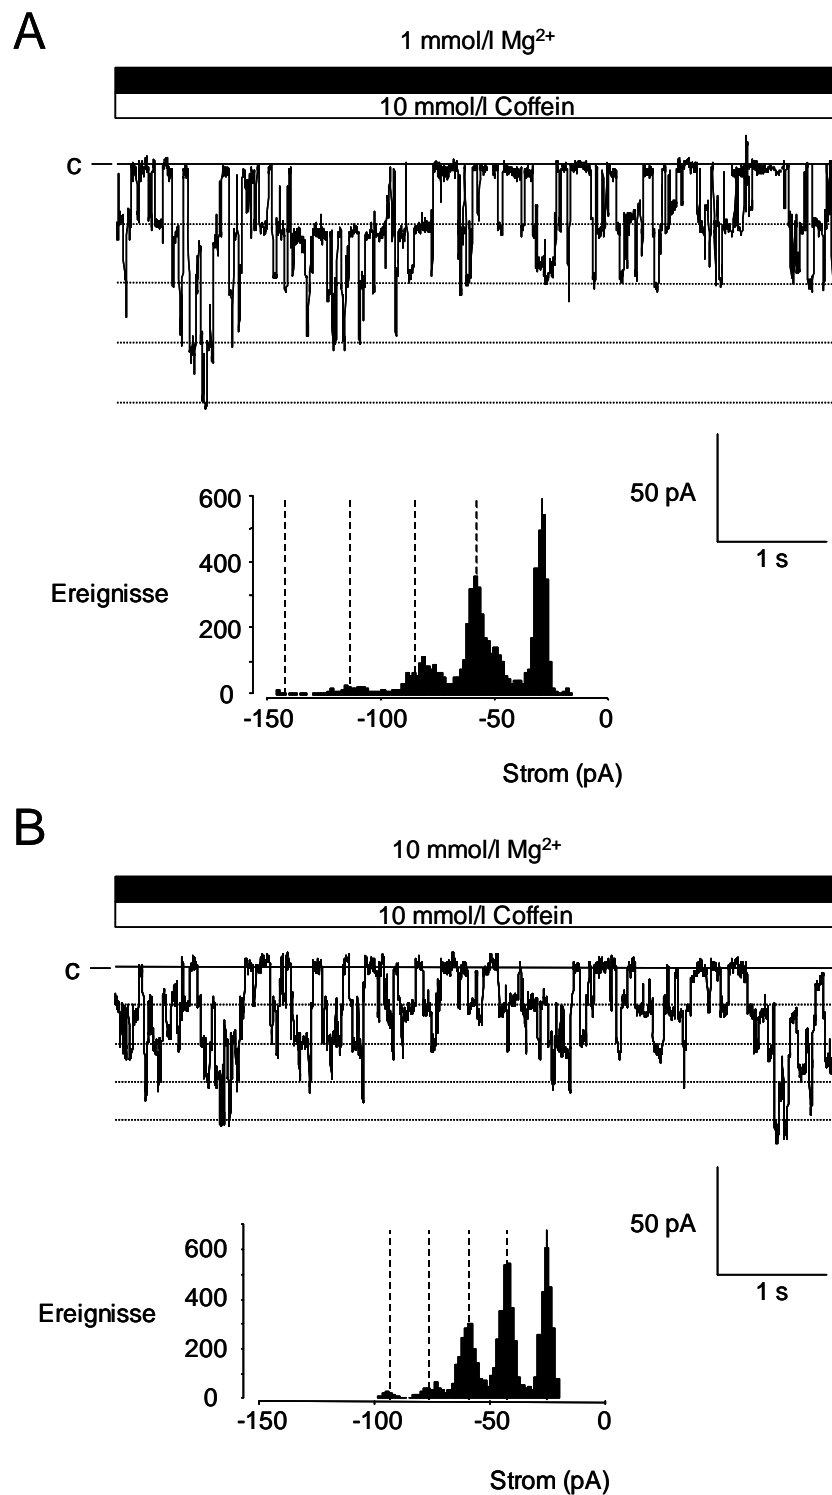 A
1 mmol/l Mg²⁺
10 mmol/l Coffein
c
50 pA
1 s
600
400
200
0
Ereignisse
-150 -100 -50 0
Strom (pA)
B
10 mmol/l Mg²⁺
10 mmol/l Coffein
c
50 pA
1 s
600
400
200
0
Ereignisse
-150 -100 -50 0
Strom (pA)